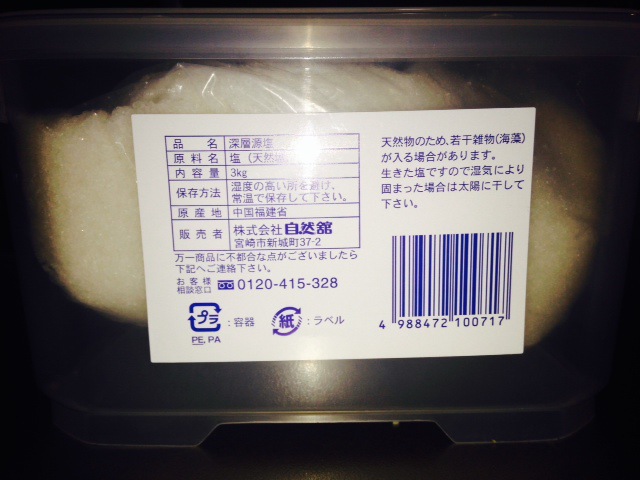 品名 深層源塩
原料名 塩(天然
内容量 3kg
保存方法 湿度の高い所を避け、
常温で保存して下さい。
原産地 中国福建省
販売者 株式会社 自然舘
宮崎市新城町37-2
万一商品に不都合な点がございましたら
下記へご連絡下さい。
お客様
相談窓口 0120-415-328
プラ :容器 紙 :ラベル
PE, PA
天然物のため、若干雑物(海藻)
が入る場合があります。
生きた塩ですので湿気により
固まった場合は太陽に干して
下さい。
4 988472 100717